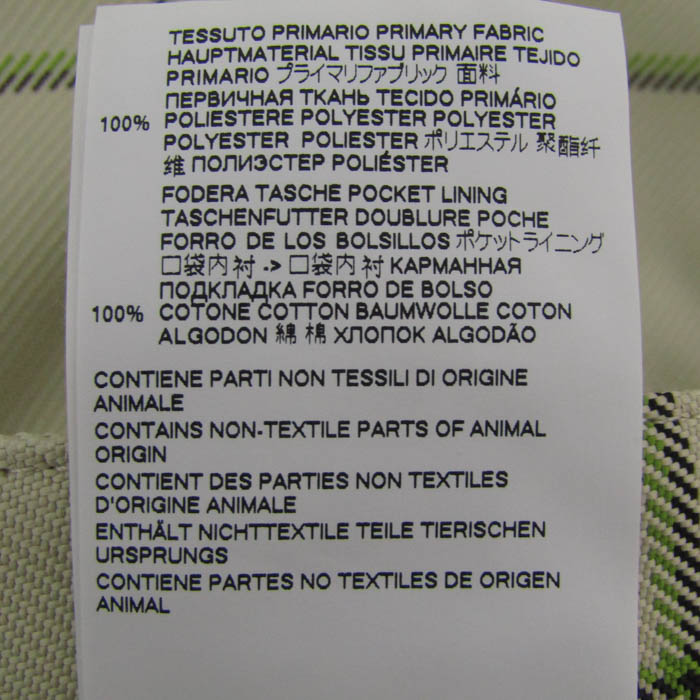 TESSUTO PRIMARIO PRIMARY FABRIC
HAUPTMATERIAL TISSU PRIMAIRE TEJIDO
PRIMARIO プライマリファブリック 面料
ПЕРВИЧНАЯ ТКАНЬ TECIDO PRIMÁRIO
100% POLIESTERE POLYESTER POLYESTER
POLYESTER POLIESTER ポリエステル 聚酯纤
维 ПОЛИЭСТЕР POLIÉSTER
FODERA TASCHE POCKET LINING
TASCHENFUTTER DOUBLURE POCHE
FORRO DE LOS BOLSILLOS ポケットライニング
口袋内衬 -> 口袋内衬 КАРМАННАЯ
ПОДКЛАДКА FORRO DE BOLSO
100% COTONE COTTON BAUMWOLLE COTON
ALGODON 綿 棉 ХЛОПОК ALGODÃO
CONTIENE PARTI NON TESSILI DI ORIGINE
ANIMALE
CONTAINS NON-TEXTILE PARTS OF ANIMAL
ORIGIN
CONTIENT DES PARTIES NON TEXTILES
D'ORIGINE ANIMALE
ENTHÄLT NICHTTEXTILE TEILE TIERISCHEN
URSPRUNGS
CONTIENE PARTES NO TEXTILES DE ORIGEN
ANIMAL